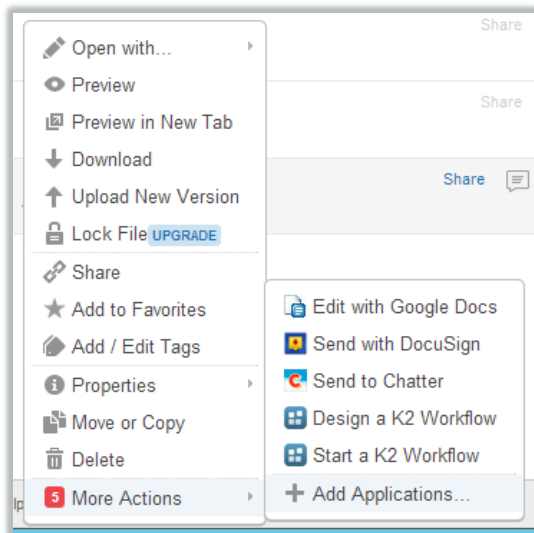 Share
Share
Share
Open with...
Preview
Preview in New Tab
Download
Upload New Version
Lock File UPGRADE
Share
Add to Favorites
Add / Edit Tags
Properties
Move or Copy
Delete
5 More Actions
Edit with Google Docs
Send with DocuSign
Send to Chatter
Design a K2 Workflow
Start a K2 Workflow
Add Applications...